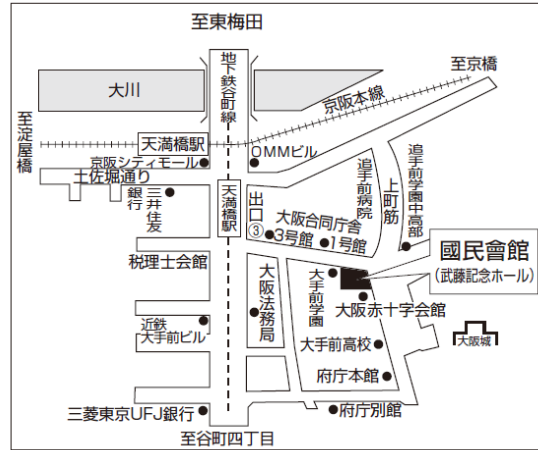 至東梅田
地下鉄谷町線
大川
至京橋
京阪本線
至淀屋橋
天満橋駅
京阪シティモール
OMMビル
土佐堀通り
三井住友
銀行
天満橋駅
出口③
大阪合同庁舎
3号館
1号館
追手前病院
上町筋
追手前学園中高部
税理士会館
國民會館
(武藤記念ホール)
大阪法務局
大手前学園
大阪赤十字会館
近鉄
大手前ビル
大手前高校
大阪城
府庁本館
三菱東京UFJ銀行
府庁別館
至谷町四丁目